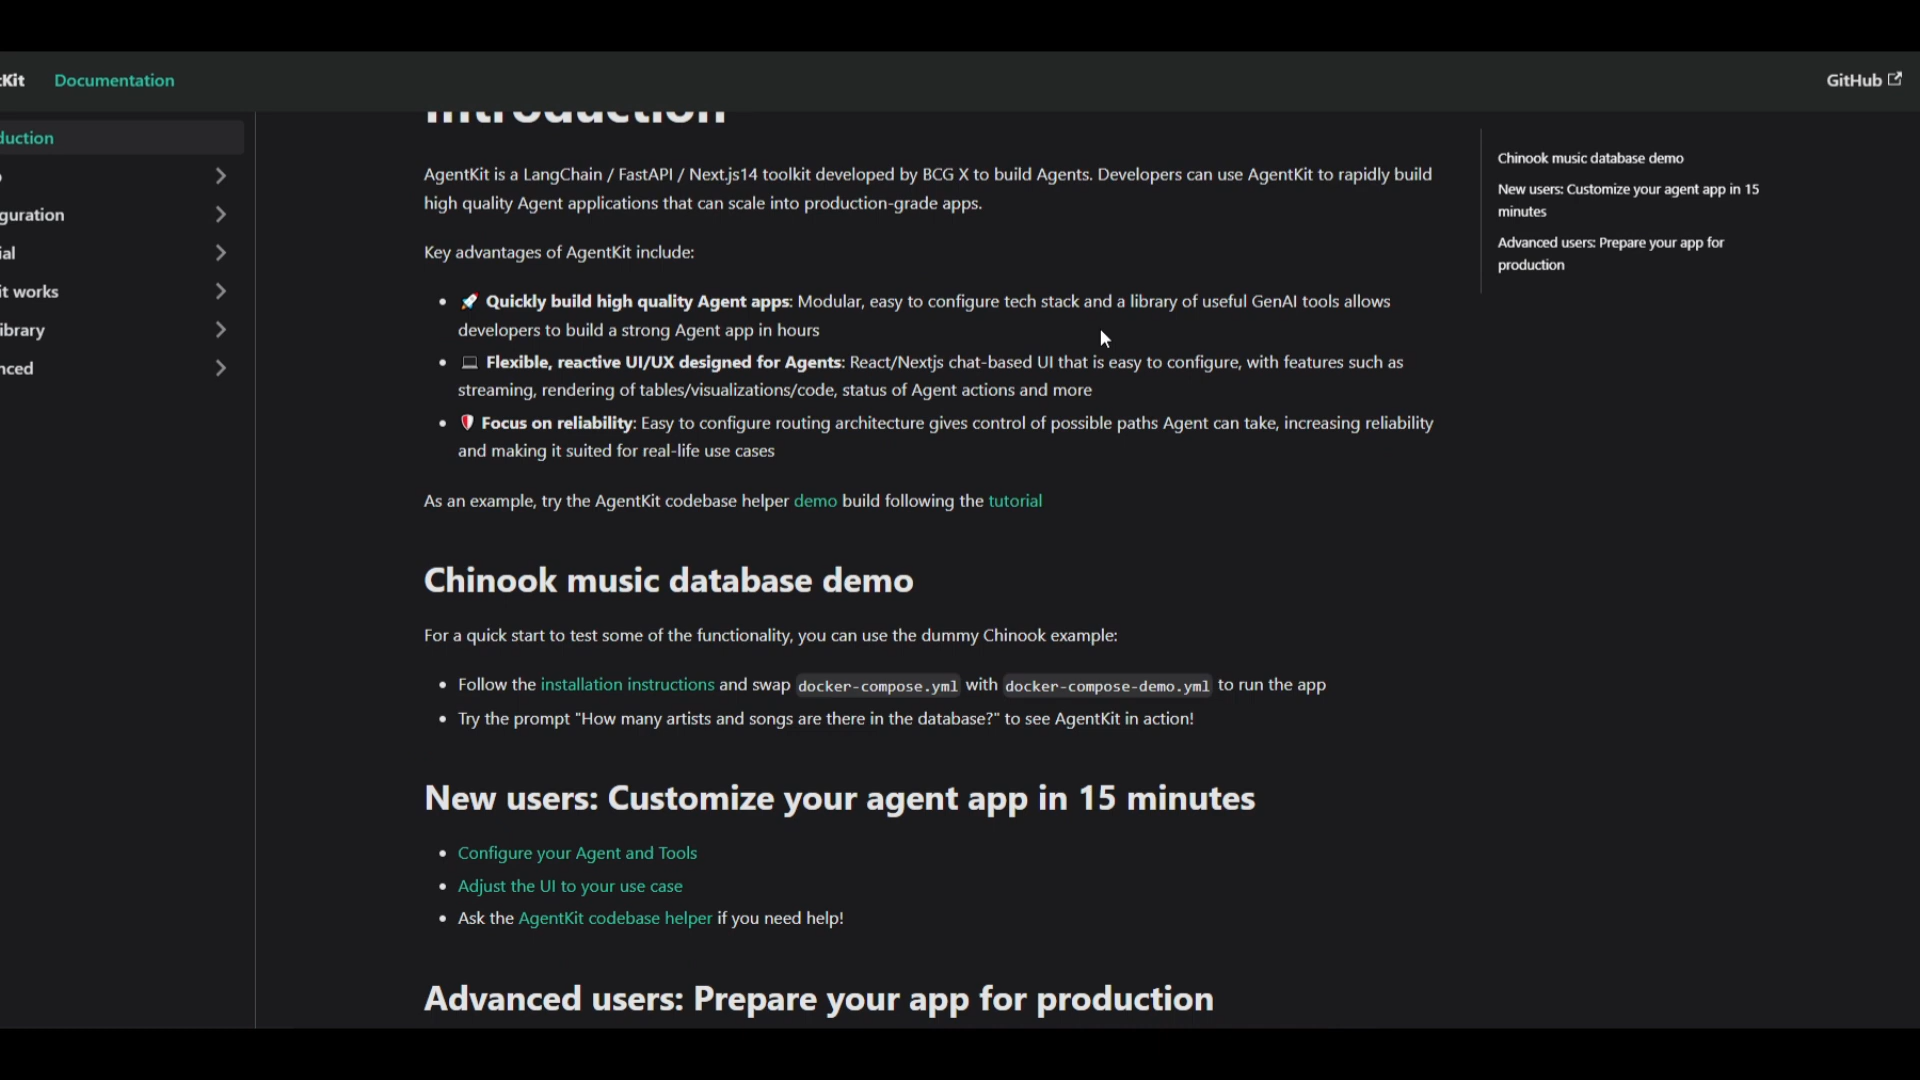 Kit Documentation GitHub
duction
guration
ial
it works
ibrary
nced
Introduction
AgentKit is a LangChain / FastAPI / Next.js14 toolkit developed by BCG X to build Agents. Developers can use AgentKit to rapidly build
high quality Agent applications that can scale into production-grade apps.
Key advantages of AgentKit include:
• 🚀 Quickly build high quality Agent apps: Modular, easy to configure tech stack and a library of useful GenAI tools allows
developers to build a strong Agent app in hours
• 💻 Flexible, reactive UI/UX designed for Agents: React/Nextjs chat-based UI that is easy to configure, with features such as
streaming, rendering of tables/visualizations/code, status of Agent actions and more
• 🛡️ Focus on reliability: Easy to configure routing architecture gives control of possible paths Agent can take, increasing reliability
and making it suited for real-life use cases
As an example, try the AgentKit codebase helper demo build following the tutorial
Chinook music database demo
For a quick start to test some of the functionality, you can use the dummy Chinook example:
• Follow the installation instructions and swap docker-compose.yml with docker-compose-demo.yml to run the app
• Try the prompt "How many artists and songs are there in the database?" to see AgentKit in action!
New users: Customize your agent app in 15 minutes
• Configure your Agent and Tools
• Adjust the UI to your use case
• Ask the AgentKit codebase helper if you need help!
Advanced users: Prepare your app for production
Chinook music database demo
New users: Customize your agent app in 15
minutes
Advanced users: Prepare your app for
production